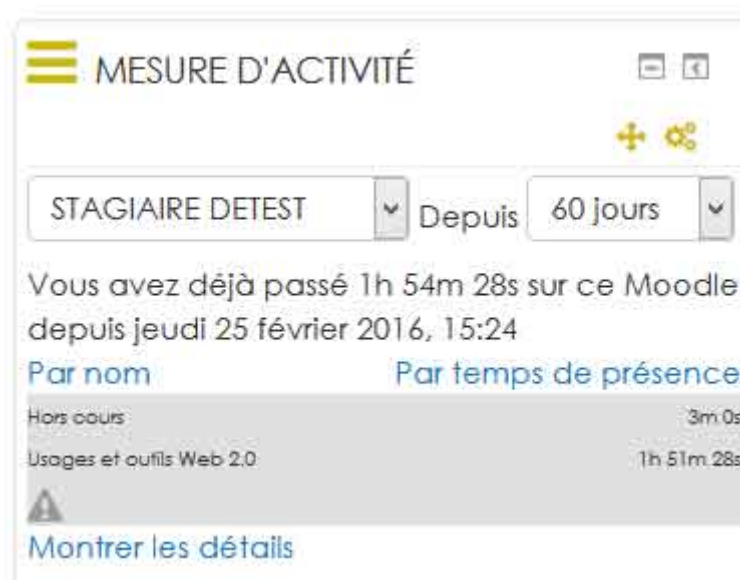 MESURE D'ACTIVITÉ
STAGIAIRE DETEST Depuis 60 jours
Vous avez déjà passé 1h 54m 28s sur ce Moodle
depuis jeudi 25 février 2016, 15:24
Par nom Par temps de présence
Hors cours 3m 0s
Usages et outils Web 2.0 1h 51m 28s
Montrer les détails